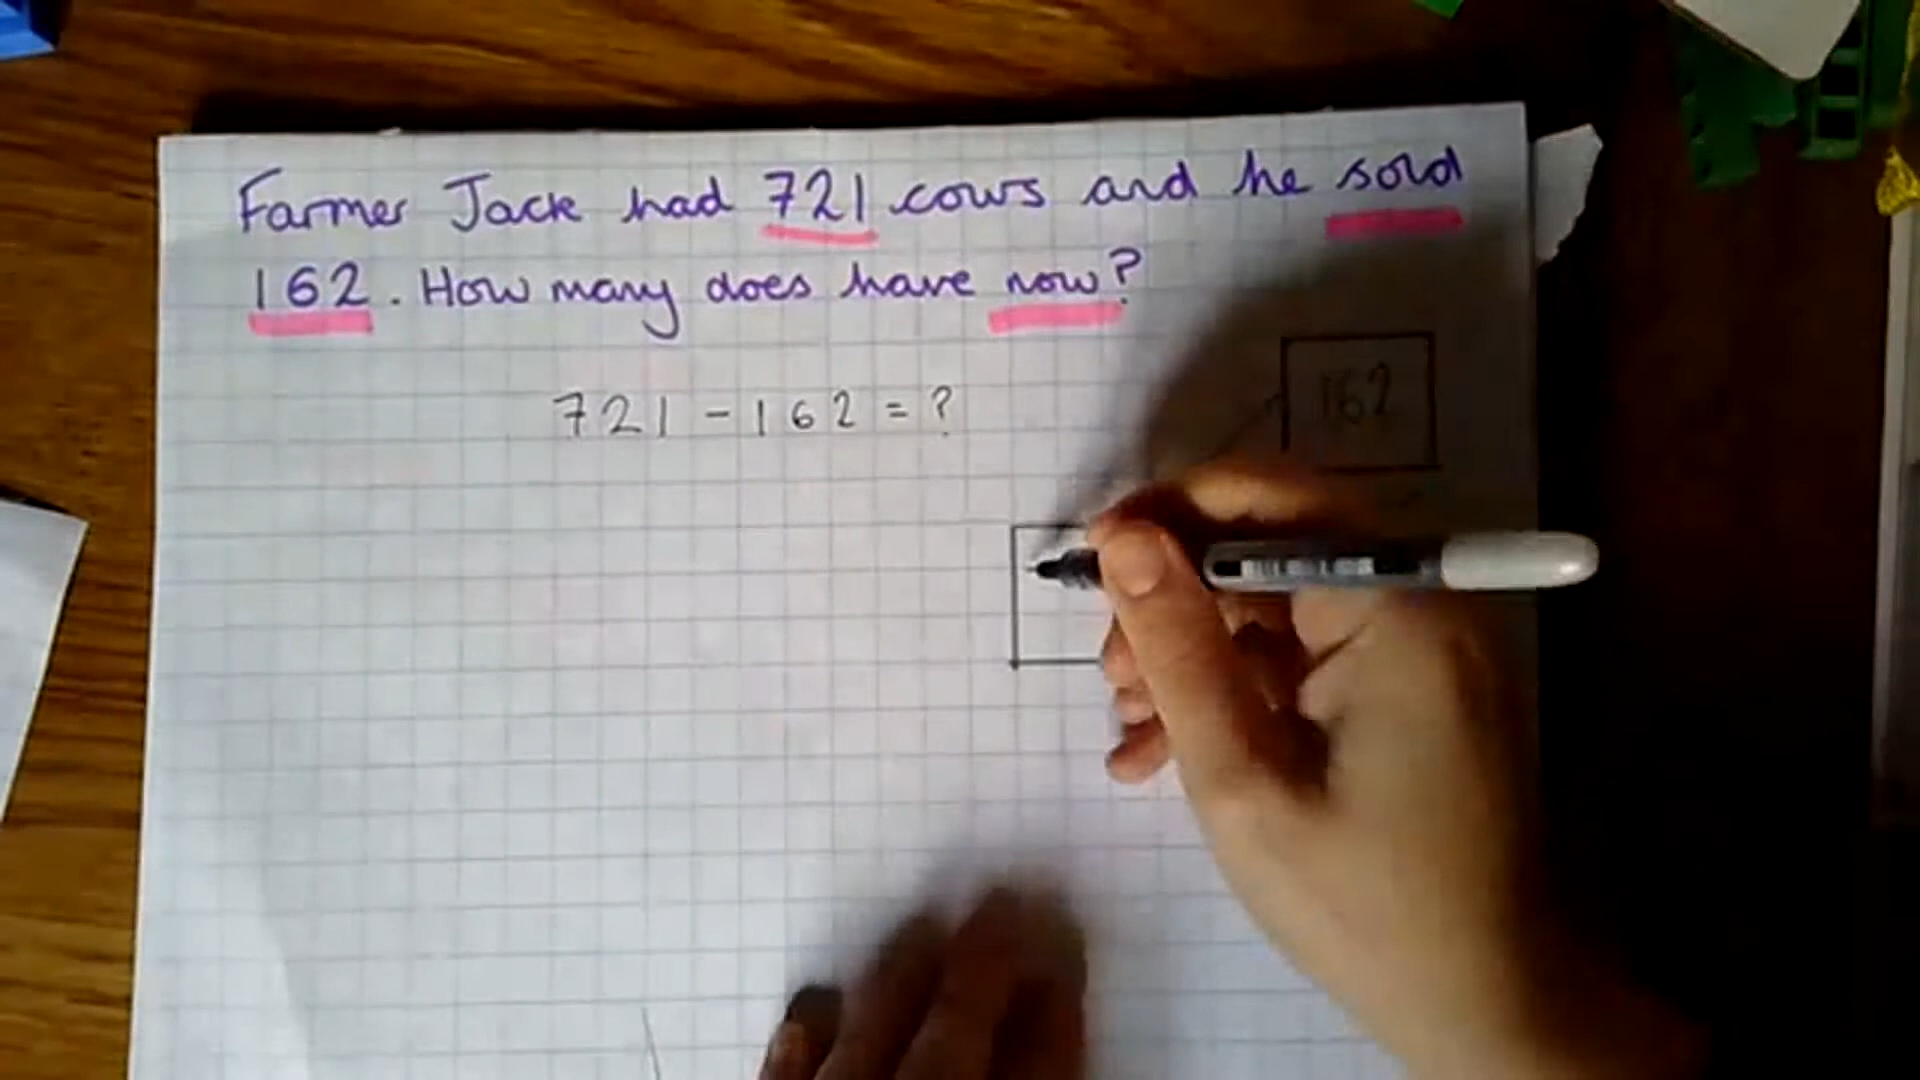 Farmer Jack had 721 cows and he sold
162. How many does have now?
721 - 162 = ?
162